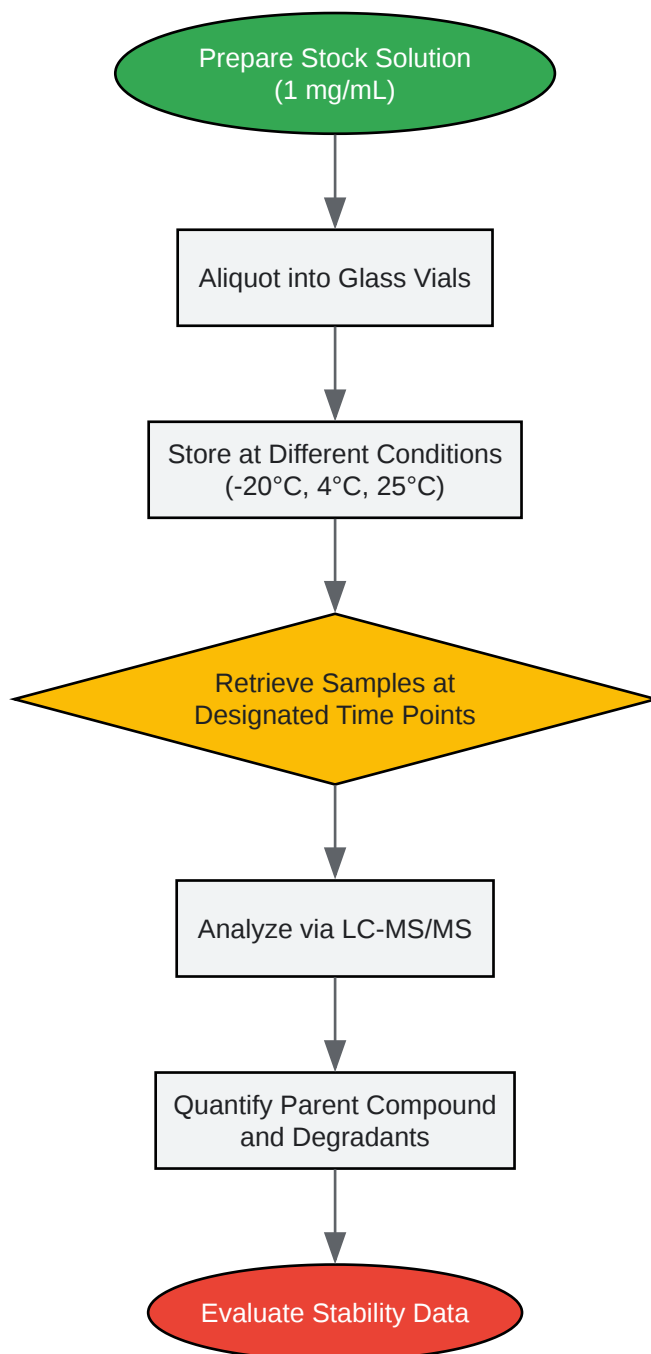 Prepare Stock Solution
(1 mg/mL)
Aliquot into Glass Vials
Store at Different Conditions
(-20°C, 4°C, 25°C)
Retrieve Samples at
Designated Time Points
Analyze via LC-MS/MS
Quantify Parent Compound
and Degradants
Evaluate Stability Data